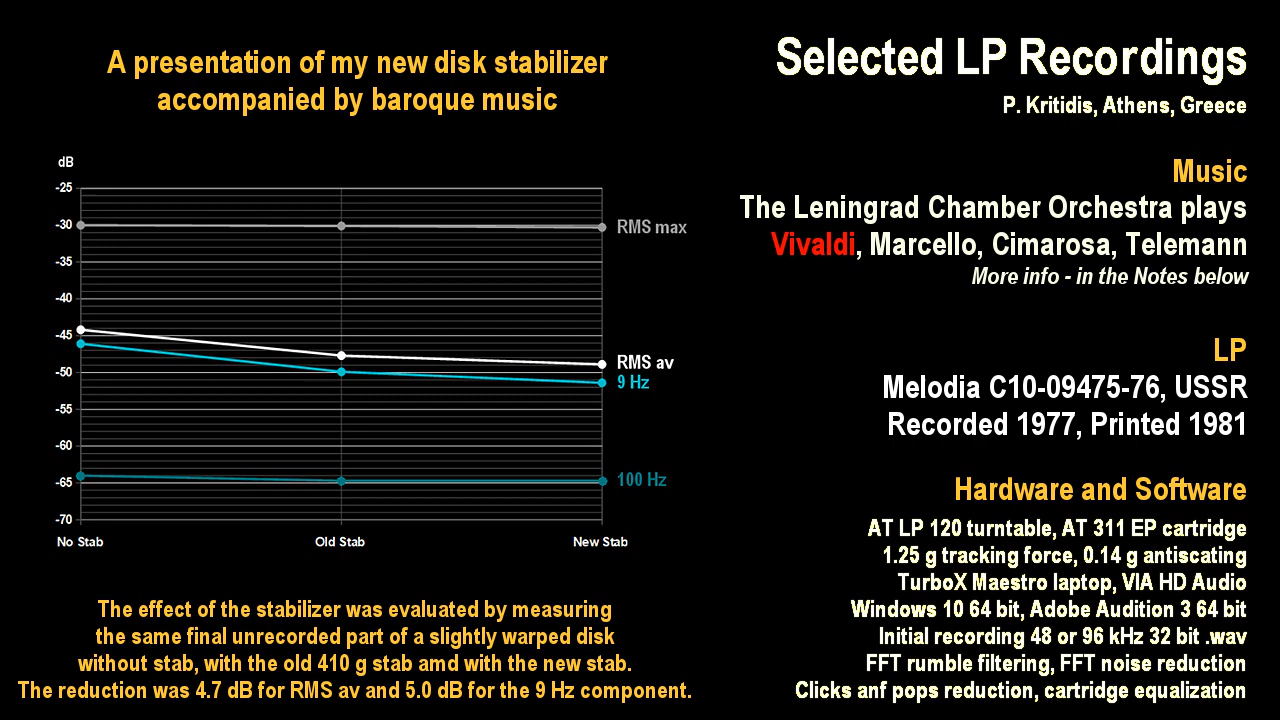 A presentation of my new disk stabilizer
accompanied by baroque music
dB
-25
-30
-35
-40
-45
-50
-55
-60
-65
-70
RMS max
RMS av
9 Hz
100 Hz
No Stab
Old Stab
New Stab
The effect of the stabilizer was evaluated by measuring
the same final unrecorded part of a slightly warped disk
without stab, with the old 410 g stab amd with the new stab.
The reduction was 4.7 dB for RMS av and 5.0 dB for the 9 Hz component.
Selected LP Recordings
P. Kritidis, Athens, Greece
Music
The Leningrad Chamber Orchestra plays
Vivaldi, Marcello, Cimarosa, Telemann
More info - in the Notes below
LP
Melodia C10-09475-76, USSR
Recorded 1977, Printed 1981
Hardware and Software
AT LP 120 turntable, AT 311 EP cartridge
1.25 g tracking force, 0.14 g antiscating
TurboX Maestro laptop, VIA HD Audio
Windows 10 64 bit, Adobe Audition 3 64 bit
Initial recording 48 or 96 kHz 32 bit .wav
FFT rumble filtering, FFT noise reduction
Clicks anf pops reduction, cartridge equalization